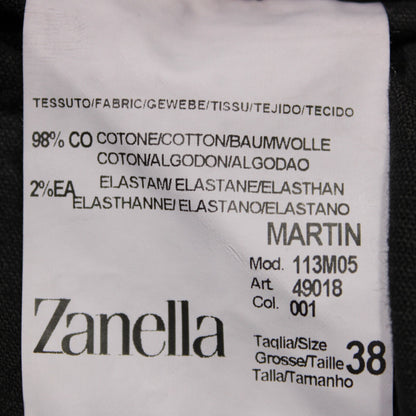 TESSUTO/FABRIC/GEWEBE/TISSU/TEJIDO/TECIDO
98% CO COTONE/COTTON/BAUMWOLLE
COTON/ALGODON/ALGODAO
2%EA ELASTAM/ ELASTANE/ELASTHAN
ELASTHANNE/ELASTANO/ELASTANO
MARTIN
Mod. 113M05
Art. 49018
Col. 001
Zanella
Taglia/Size
Grosse/Taille 38
Talla/Tamanho